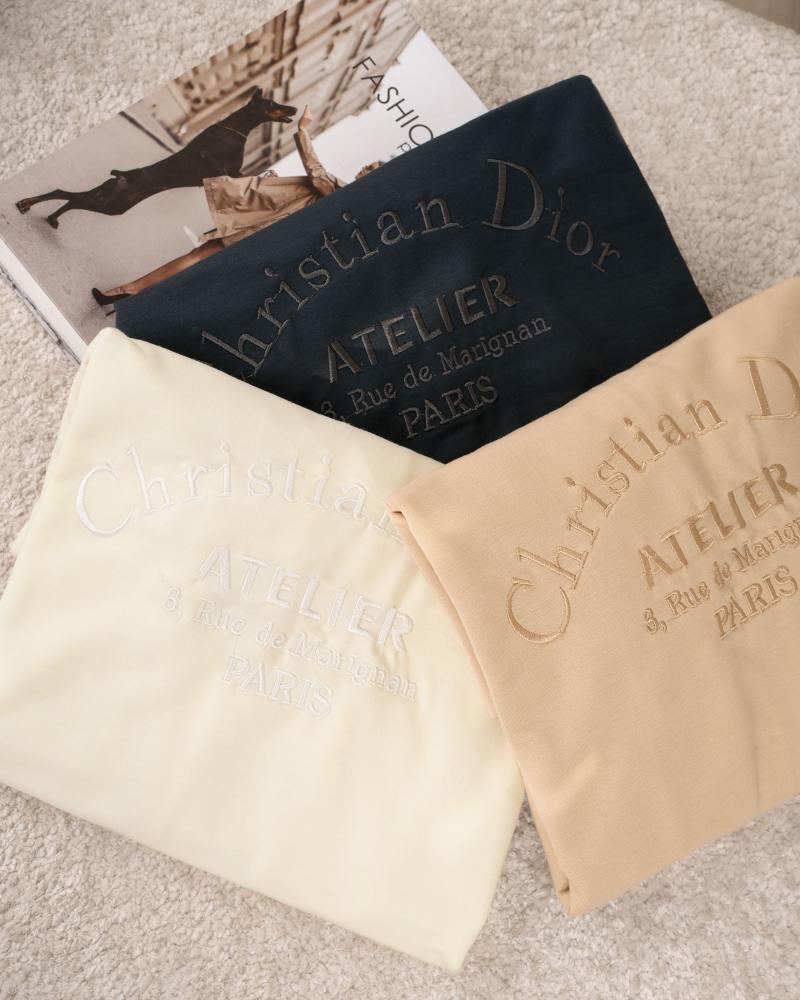 FASHIO
Christian Dior
ATELIER
3, Rue de Marignan
PARIS
Christian
ATELIER
3, Rue de Marignan
PARIS
Christian D
ATELIER
3, Rue de Marign
PARIS